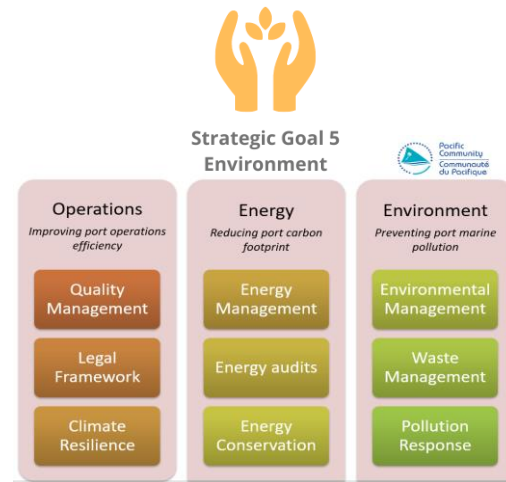 Strategic Goal 5
Environment
Pacific
Community
Communauté
du Pacifique
Operations
Improving port operations
efficiency
Quality
Management
Legal
Framework
Climate
Resilience
Energy
Reducing port carbon
footprint
Energy
Management
Energy audits
Energy
Conservation
Environment
Preventing port marine
pollution
Environmental
Management
Waste
Management
Pollution
Response